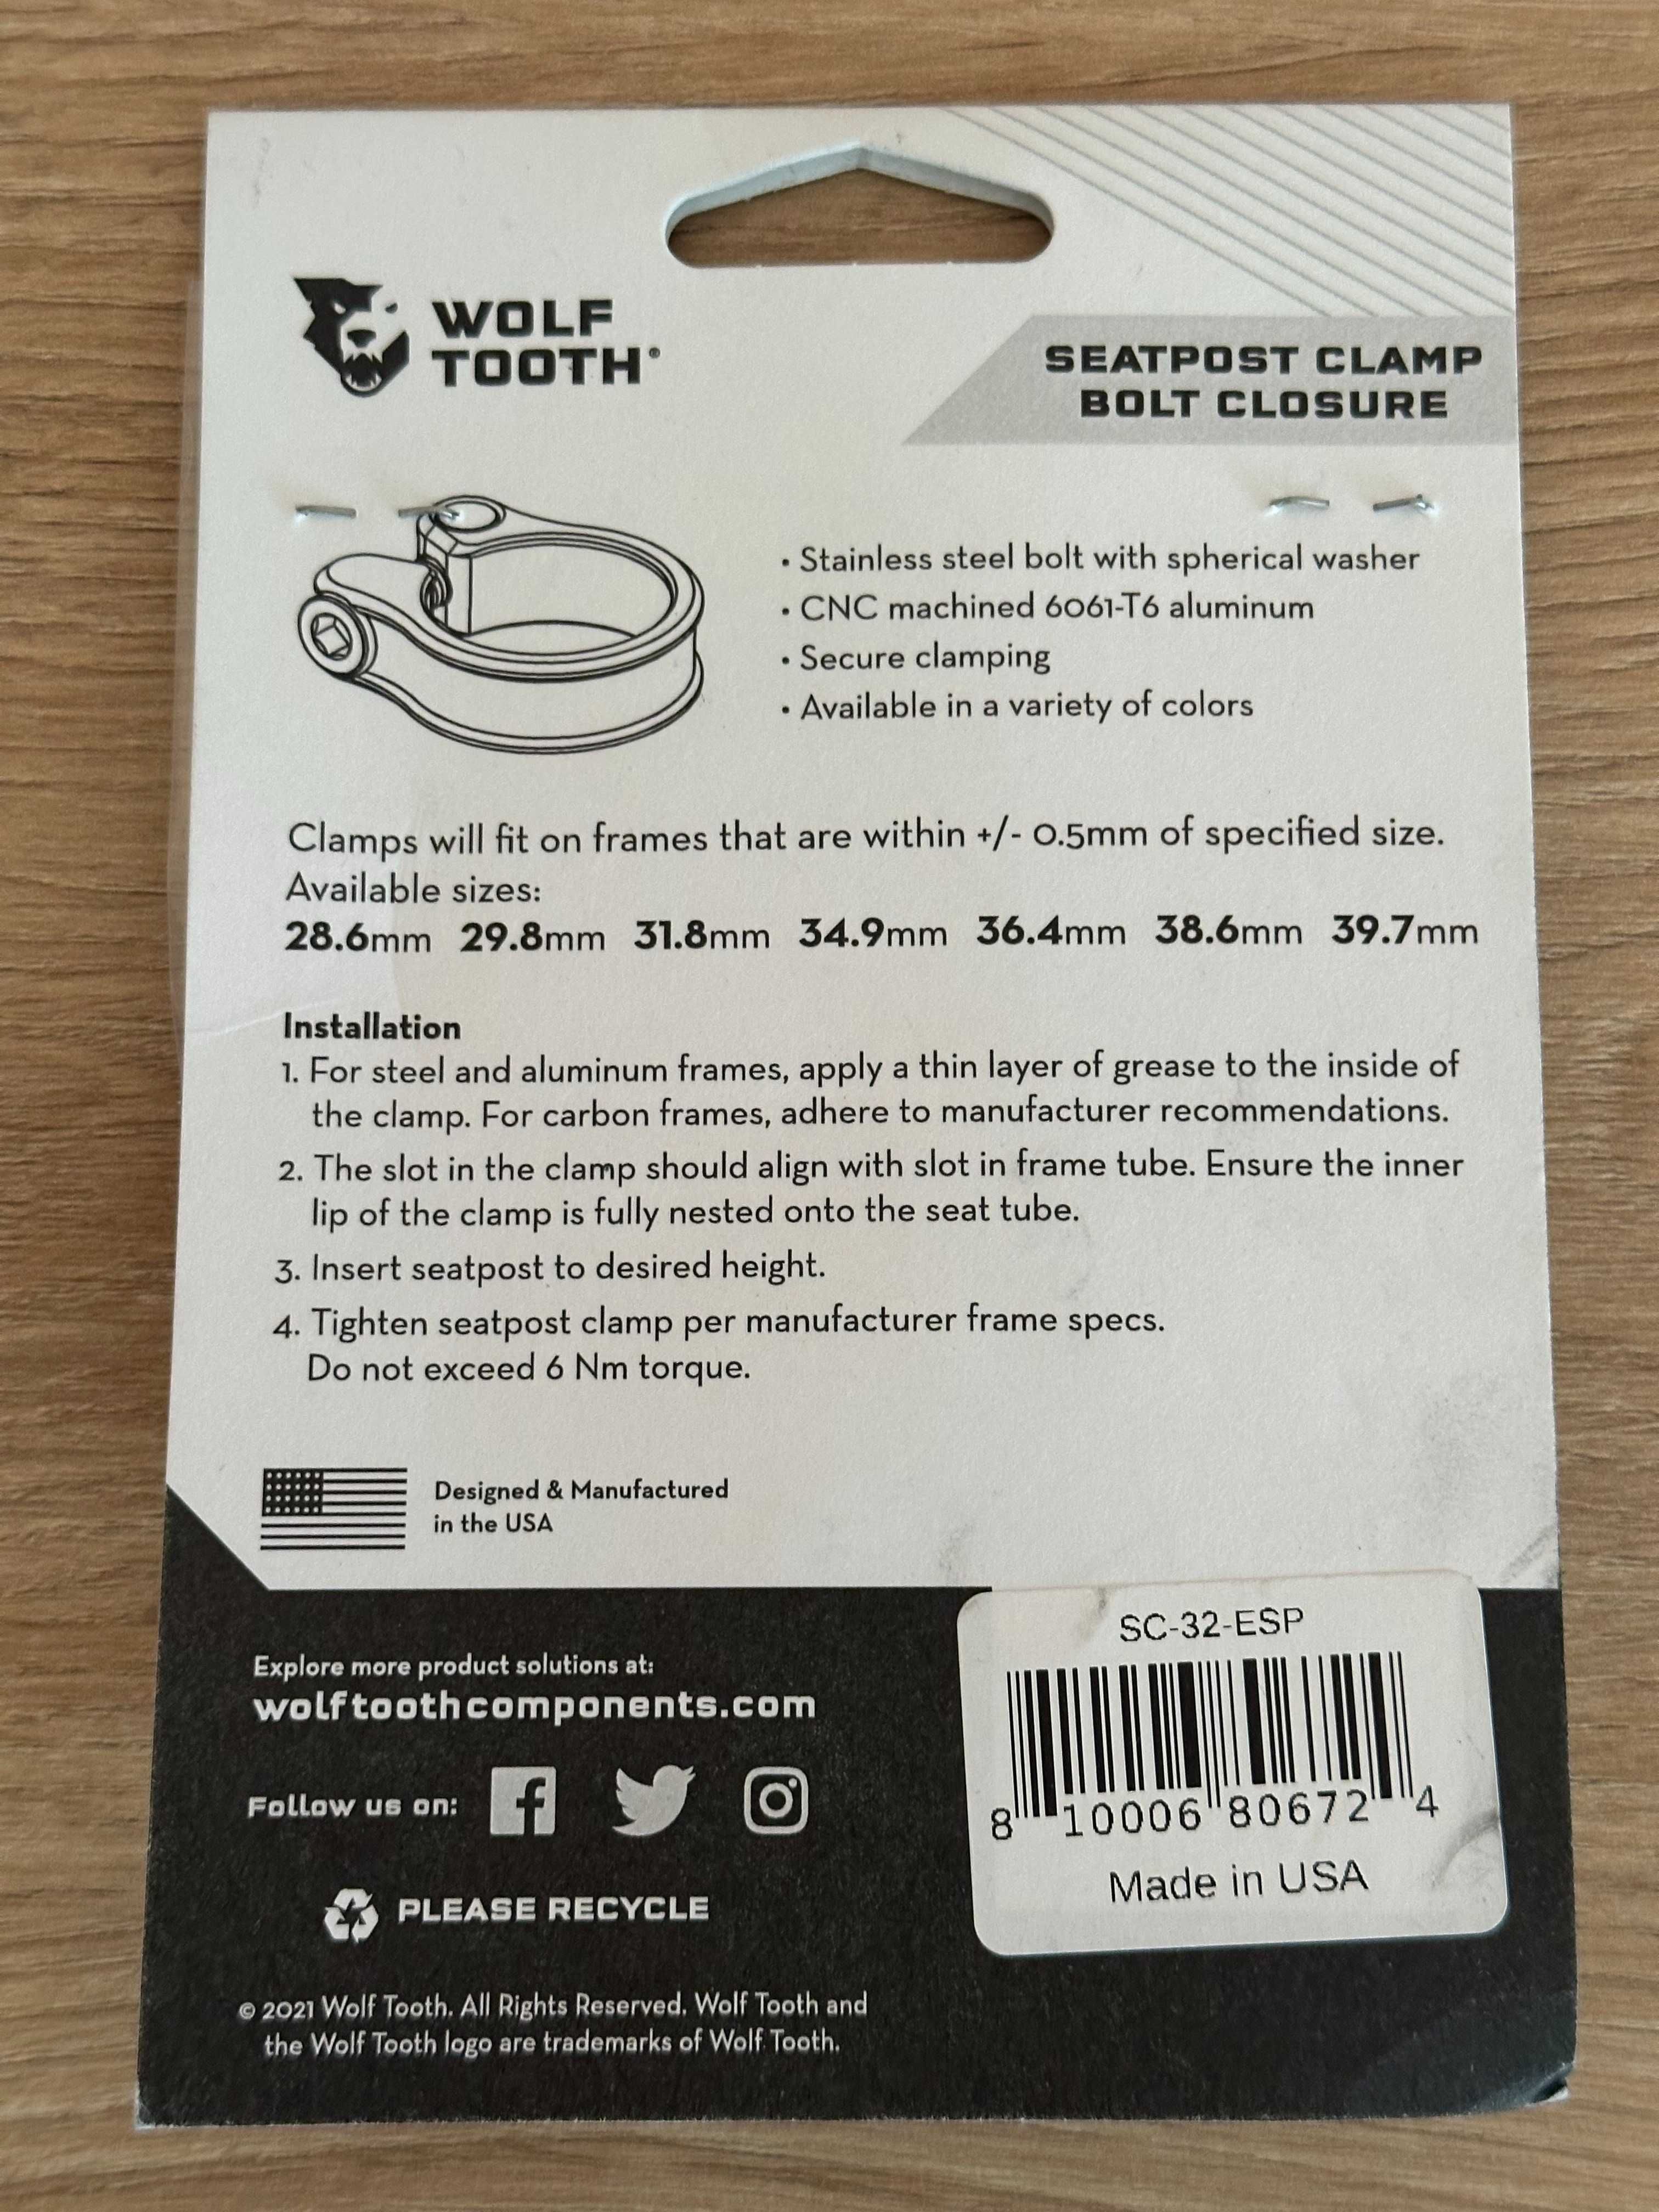 WOLF
TOOTH®
SEATPOST CLAMP
BOLT CLOSURE
• Stainless steel bolt with spherical washer
• CNC machined 6061-T6 aluminum
• Secure clamping
• Available in a variety of colors
Clamps will fit on frames that are within +/- 0.5mm of specified size.
Available sizes:
28.6mm 29.8mm 31.8mm 34.9mm 36.4mm 38.6mm 39.7mm
Installation
1. For steel and aluminum frames, apply a thin layer of grease to the inside of
the clamp. For carbon frames, adhere to manufacturer recommendations.
2. The slot in the clamp should align with slot in frame tube. Ensure the inner
lip of the clamp is fully nested onto the seat tube.
3. Insert seatpost to desired height.
4. Tighten seatpost clamp per manufacturer frame specs.
Do not exceed 6 Nm torque.
Designed & Manufactured
in the USA
Explore more product solutions at:
wolftoothcomponents.com
Follow us on:
PLEASE RECYCLE
© 2021 Wolf Tooth. All Rights Reserved. Wolf Tooth and
the Wolf Tooth logo are trademarks of Wolf Tooth.
SC-32-ESP
8 10006 80672 4
Made in USA